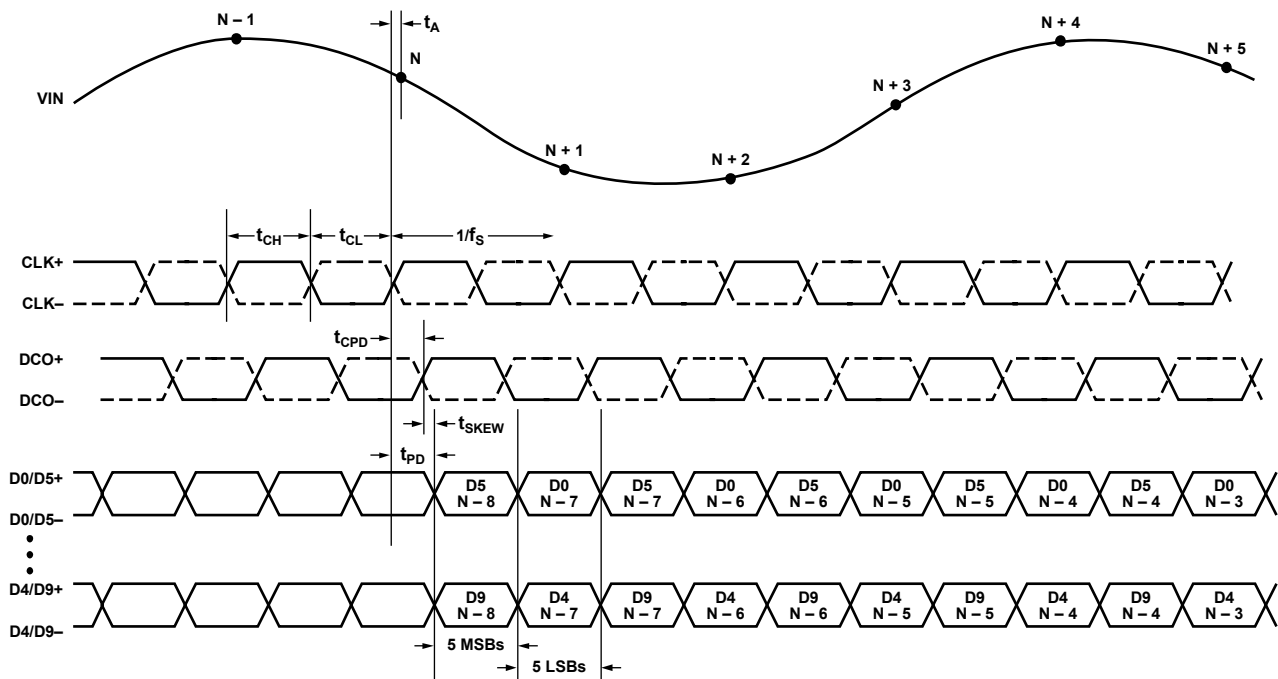 N – 1
t_A
N
N + 4
N + 5
VIN
N + 3
N + 1
N + 2
t_CH
t_CL
1/f_S
CLK+
CLK–
t_CPD
DCO+
DCO–
t_SKEW
t_PD
D0/D5+
D5 D0 D5 D0 D5 D0 D5 D0 D5 D0
N – 8 N – 7 N – 7 N – 6 N – 6 N – 5 N – 5 N – 4 N – 4 N – 3
D0/D5–
D4/D9+
D9 D4 D9 D4 D9 D4 D9 D4 D9 D4
N – 8 N – 7 N – 7 N – 6 N – 6 N – 5 N – 5 N – 4 N – 4 N – 3
D4/D9–
5 MSBs
5 LSBs